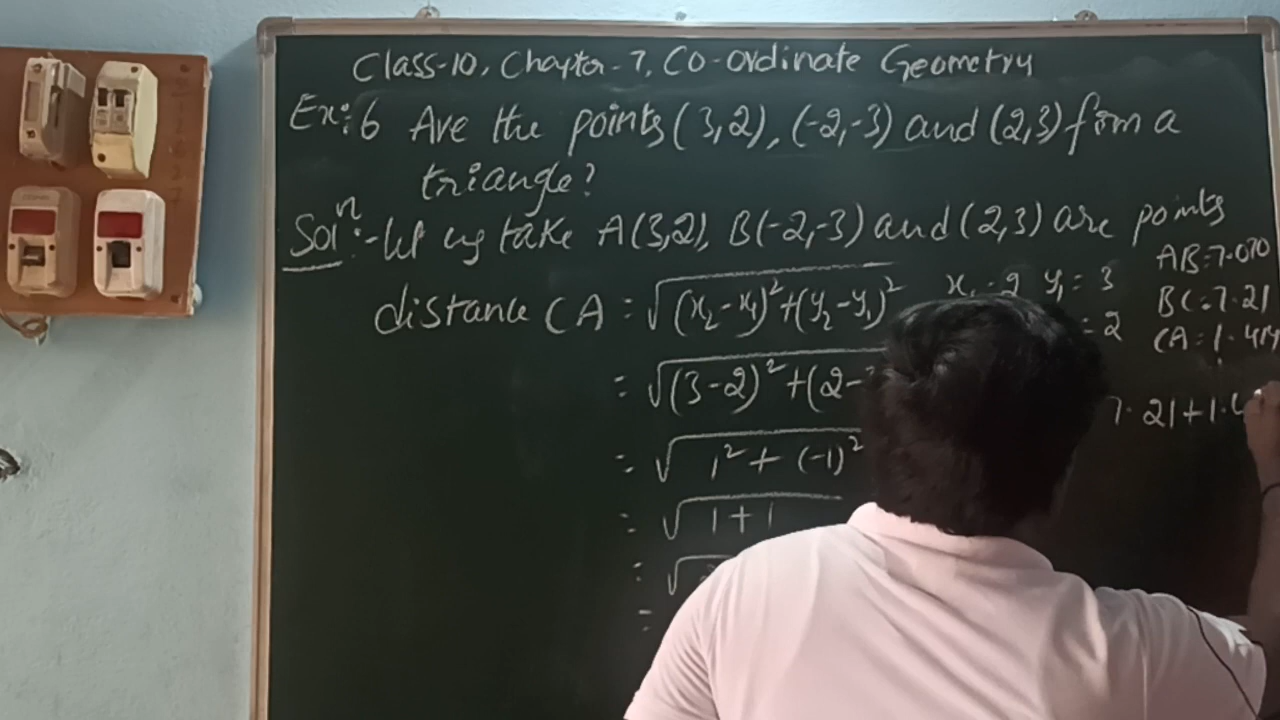 Class-10, Chapter-7, Co-ordinate Geometry
Ex:6 Are the points (3,2), (-2,-3) and (2,3) form a
triangle?
Solⁿ:- let us take A(3,2), B(-2,-3) and (2,3) are points
distance CA = √(x₂-x₁)²+(y₂-y₁)² x₁=2 y₁=3
=2
AB=7.070
BC=7.21
CA=1.414
= √(3-2)²+(2-
7.21+1.4
= √1²+(-1)²
= √1+1
= √
=